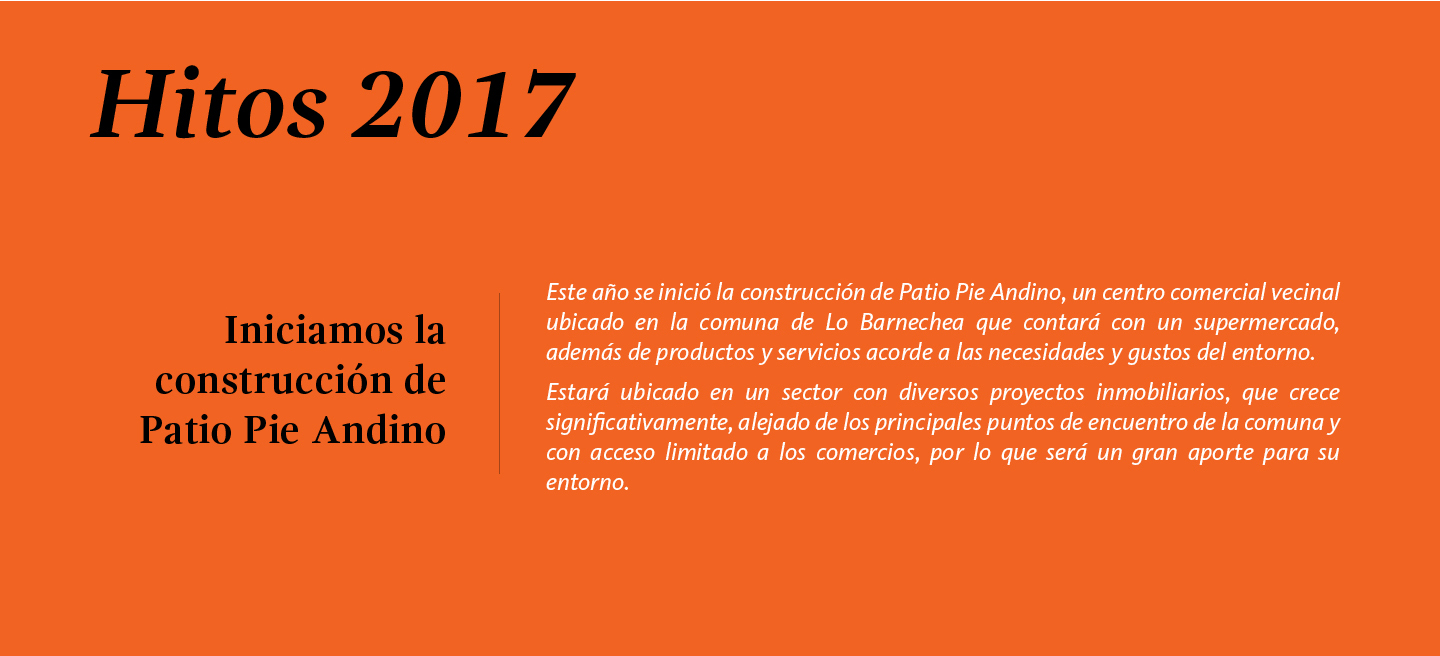 Hitos 2017
Iniciamos la
construcción de
Patio Pie Andino
Este año se inició la construcción de Patio Pie Andino, un centro comercial vecinal
ubicado en la comuna de Lo Barnechea que contará con un supermercado,
además de productos y servicios acorde a las necesidades y gustos del entorno.
Estará ubicado en un sector con diversos proyectos inmobiliarios, que crece
significativamente, alejado de los principales puntos de encuentro de la comuna y
con acceso limitado a los comercios, por lo que será un gran aporte para su
entorno.